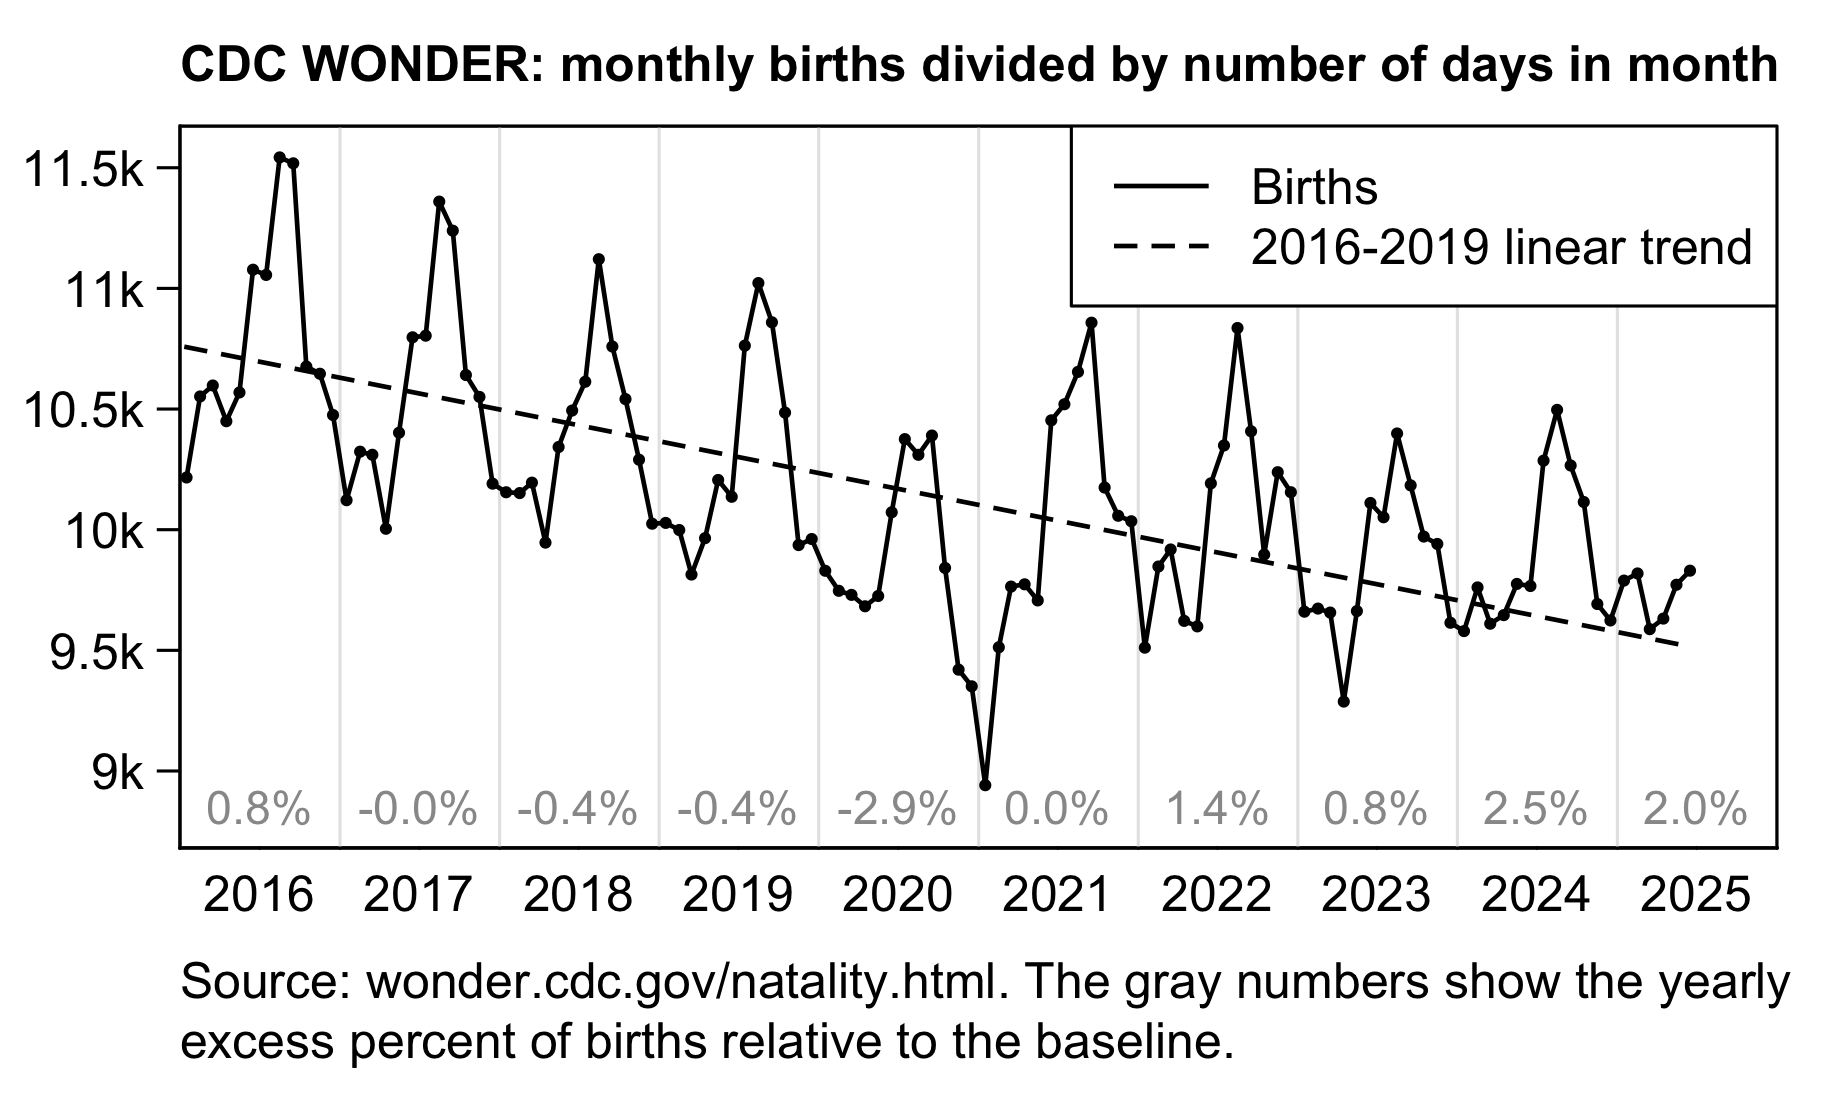 CDC WONDER: monthly births divided by number of days in month
11.5k
11k
10.5k
10k
9.5k
9k
Births
2016-2019 linear trend
0.8% -0.0% -0.4% -0.4% -2.9% 0.0% 1.4% 0.8% 2.5% 2.0%
2016 2017 2018 2019 2020 2021 2022 2023 2024 2025
Source: wonder.cdc.gov/natality.html. The gray numbers show the yearly
excess percent of births relative to the baseline.